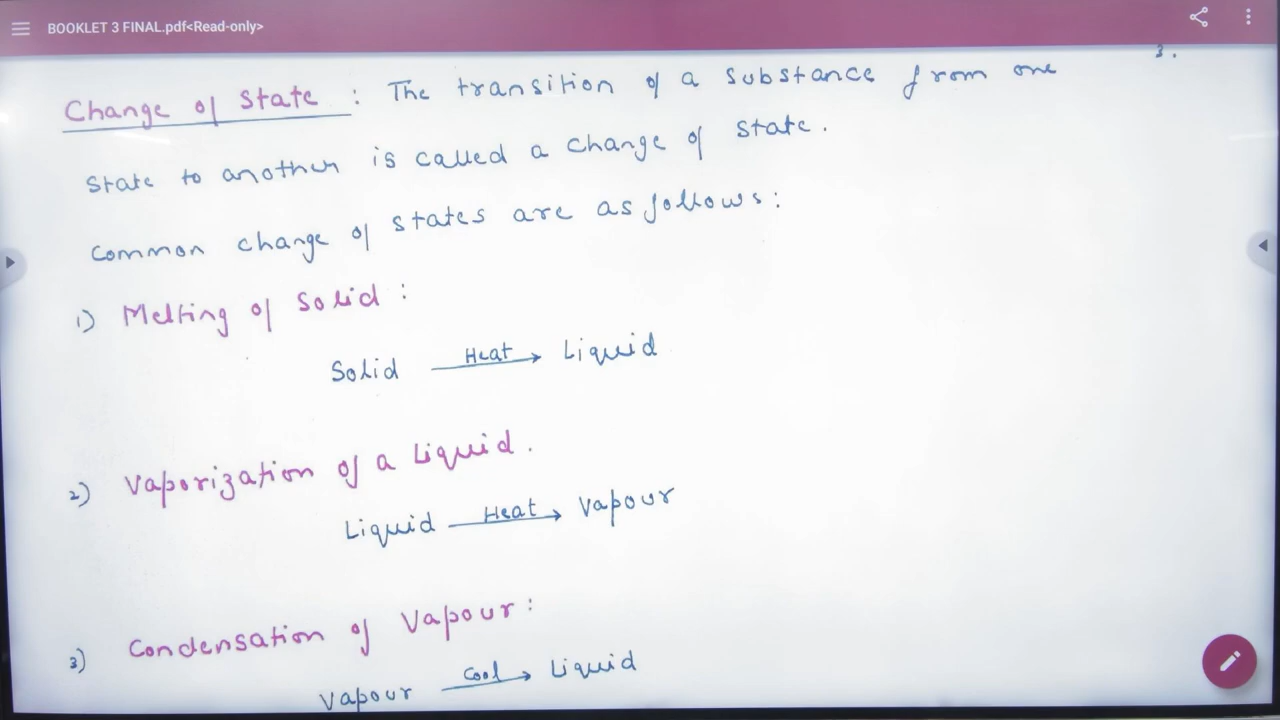 BOOKLET 3 FINAL.pdf<Read-only>
3.
Change of State : The transition of a substance from one
State to another is called a change of state.
Common change of states are as follows:
1) Melting of Solid :
Solid —Heat→ Liquid
2) Vaporization of a Liquid.
Liquid —Heat→ Vapour
3) Condensation of Vapour :
Vapour —Cool→ Liquid